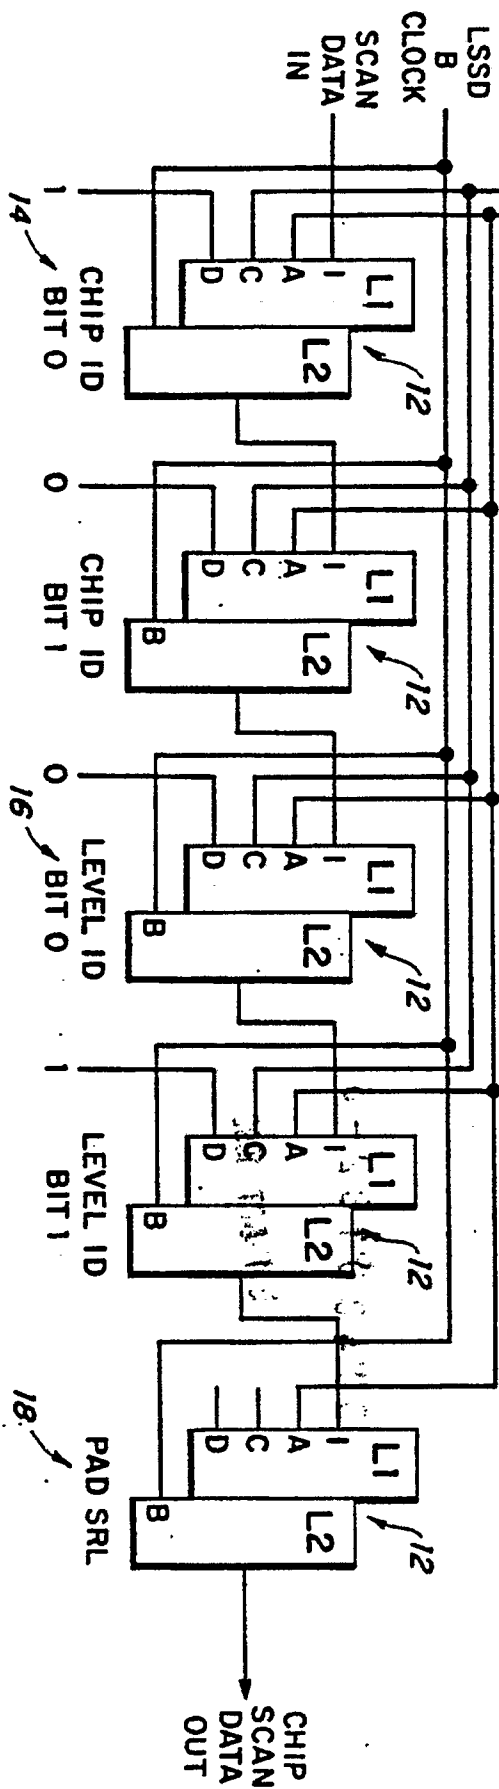 LSSD
B
CLOCK
SCAN
DATA
IN
1
14
CHIP ID
BIT 0
D
C
A
I
L1
L2
12
0
CHIP ID
BIT 1
D
C
A
I
L1
B
L2
12
0
16
LEVEL ID
BIT 0
D
C
A
I
L1
B
L2
12
1
LEVEL ID
BIT 1
D
C
A
I
L1
B
L2
12
18
PAD SRL
D
C
A
I
L1
B
L2
12
CHIP
SCAN
DATA
OUT